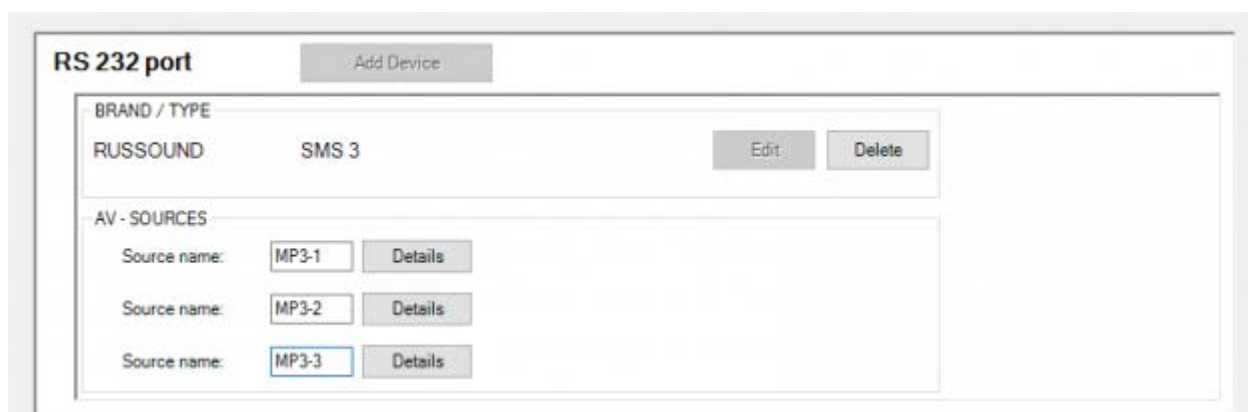 RS 232 port Add Device
BRAND / TYPE
RUSSOUND SMS 3 Edit Delete
AV - SOURCES
Source name: MP3-1 Details
Source name: MP3-2 Details
Source name: MP3-3 Details